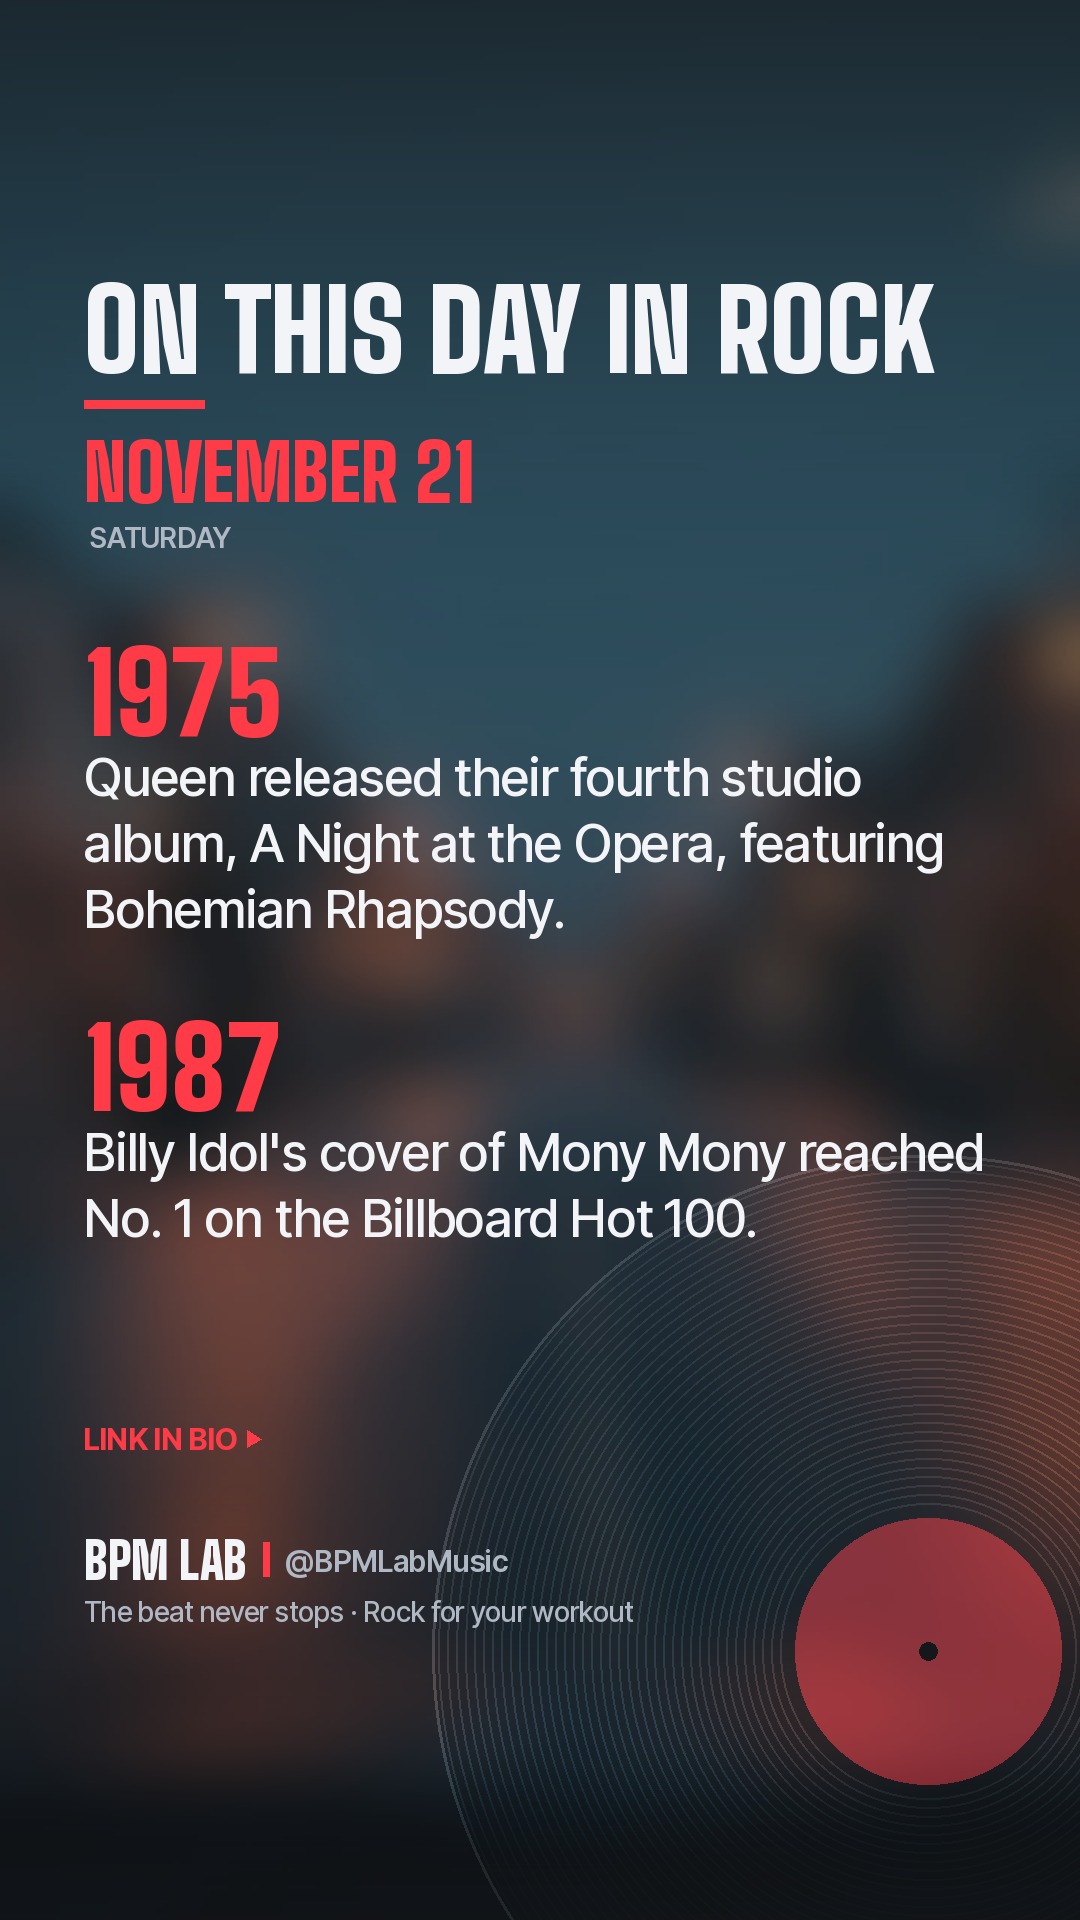 ON THIS DAY IN ROCK
NOVEMBER 21
SATURDAY
1975
Queen released their fourth studio
album, A Night at the Opera, featuring
Bohemian Rhapsody.
1987
Billy Idol's cover of Mony Mony reached
No. 1 on the Billboard Hot 100.
LINK IN BIO ▶
BPM LAB | @BPMLabMusic
The beat never stops · Rock for your workout